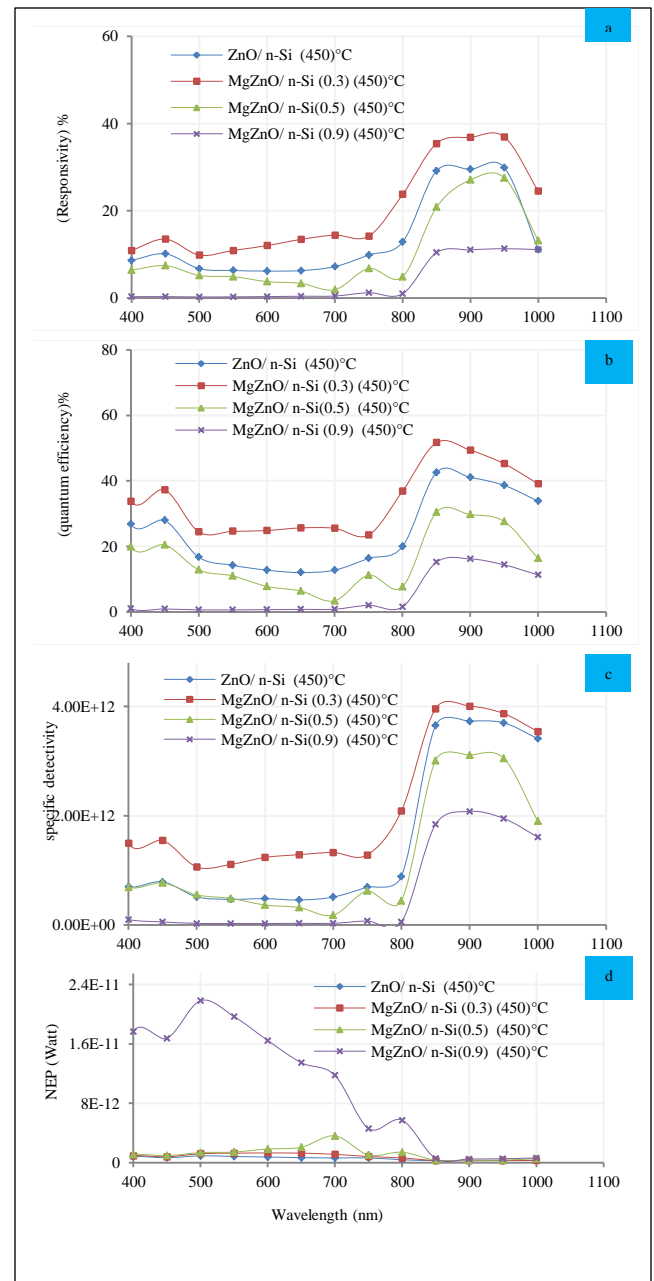 a
60
40
20
0
(Responsivity) %
ZnO/ n-Si (450)°C
MgZnO/ n-Si (0.3) (450)°C
MgZnO/ n-Si(0.5) (450)°C
MgZnO/ n-Si (0.9) (450)°C
400 500 600 700 800 900 1000 1100
b
80
60
40
20
0
(quantum efficiency)%
ZnO/ n-Si (450)°C
MgZnO/ n-Si (0.3) (450)°C
MgZnO/ n-Si(0.5) (450)°C
MgZnO/ n-Si (0.9) (450)°C
400 500 600 700 800 900 1000 1100
c
4.00E+12
2.00E+12
0.00E+00
specific detectivity
ZnO/ n-Si (450)°C
MgZnO/ n-Si (0.3) (450)°C
MgZnO/ n-Si(0.5) (450)°C
MgZnO/ n-Si(0.9) (450)°C
400 500 600 700 800 900 1000 1100
d
2.4E-11
1.6E-11
8E-12
0
NEP (Watt)
ZnO/ n-Si (450)°C
MgZnO/ n-Si (0.3) (450)°C
MgZnO/ n-Si(0.5) (450)°C
MgZnO/ n-Si(0.9) (450)°C
400 500 600 700 800 900 1000 1100
Wavelength (nm)